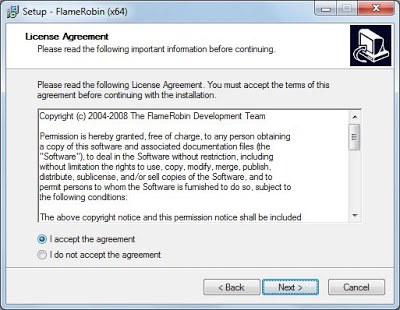 Setup - FlameRobin (x64)
License Agreement
Please read the following important information before continuing.
Please read the following License Agreement. You must accept the terms of this
agreement before continuing with the installation.
Copyright (c) 2004-2008 The FlameRobin Development Team
Permission is hereby granted, free of charge, to any person obtaining
a copy of this software and associated documentation files (the
"Software"), to deal in the Software without restriction, including
without limitation the rights to use, copy, modify, merge, publish,
distribute, sublicense, and/or sell copies of the Software, and to
permit persons to whom the Software is furnished to do so, subject to
the following conditions:
The above copyright notice and this permission notice shall be included
I accept the agreement
I do not accept the agreement
< Back
Next >
Cancel